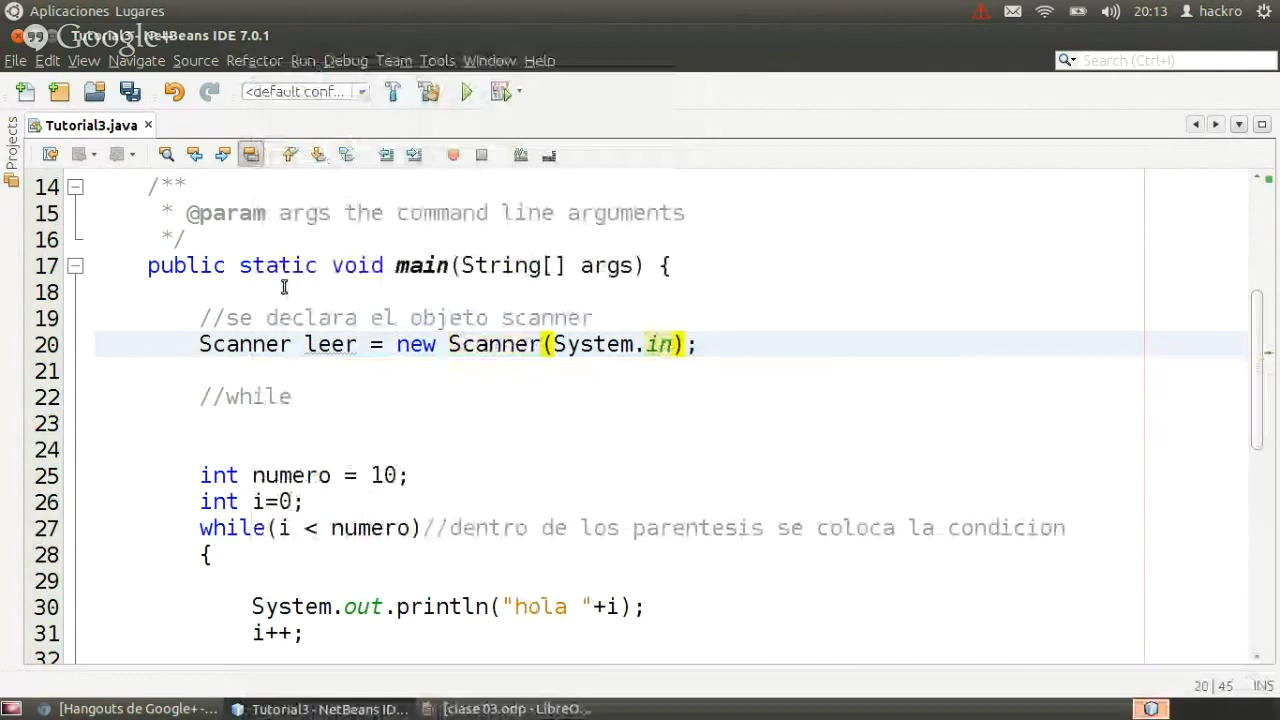 Aplicaciones Lugares
20:13 hackro
Google+
Tutorial3 - NetBeans IDE 7.0.1
File Edit View Navigate Source Refactor Run Debug Team Tools Window Help
Search (Ctrl+I)
<default conf...
Tutorial3.java
Projects
14 /**
15 * @param args the command line arguments
16 */
17 public static void main(String[] args) {
18
19 //se declara el objeto scanner
20 Scanner leer = new Scanner(System.in);
21
22 //while
23
24
25 int numero = 10;
26 int i=0;
27 while(i < numero)//dentro de los parentesis se coloca la condicion
28 {
29
30 System.out.println("hola "+i);
31 i++;
32
20|45 INS
[Hangouts de Google+ -... Tutorial3 - NetBeans IDE ... [clase 03.odp - LibreO...